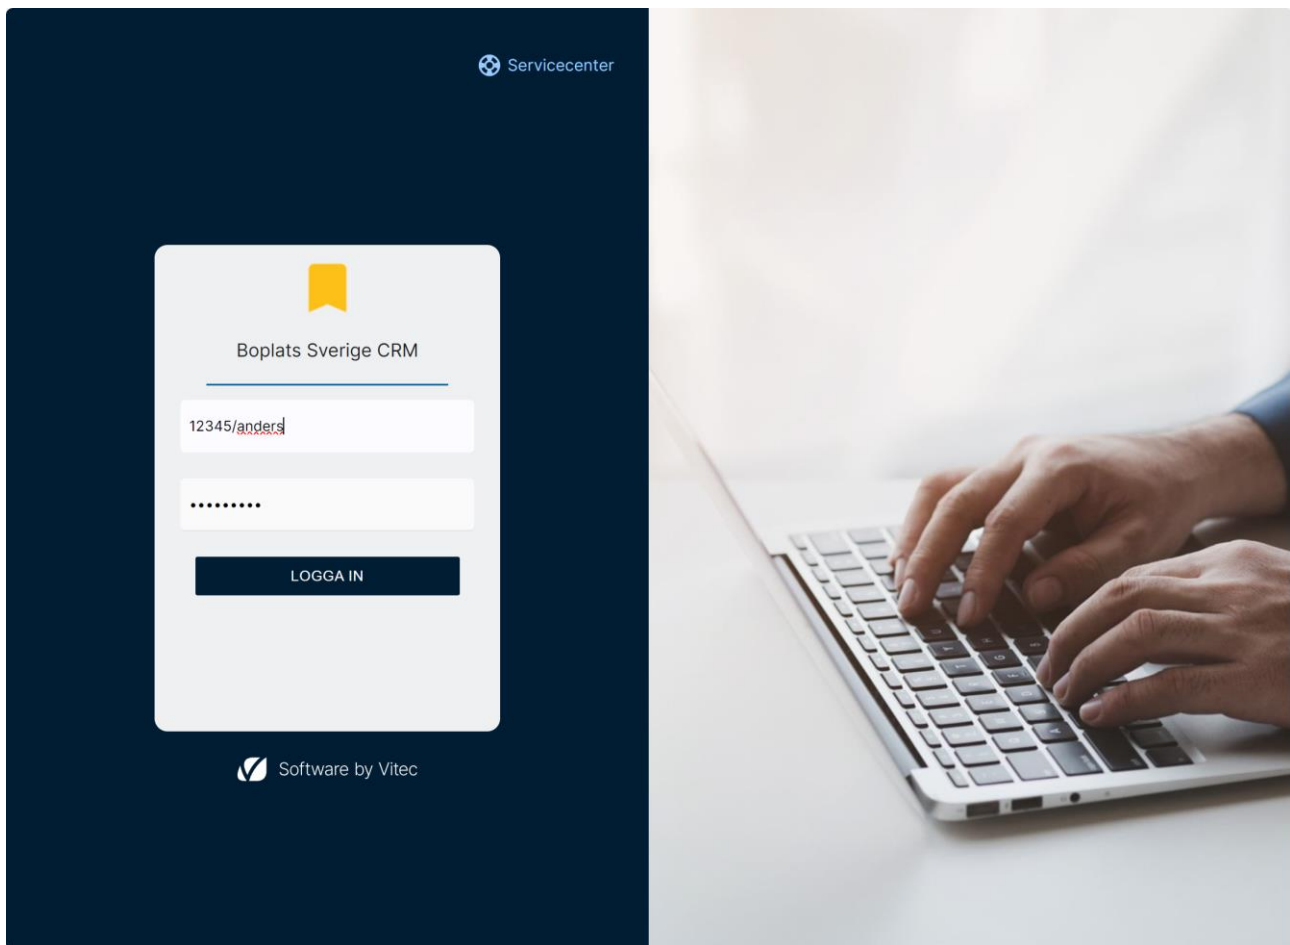 Servicecenter
Boplats Sverige CRM
12345/anders
•••••••••
LOGGA IN
Software by Vitec